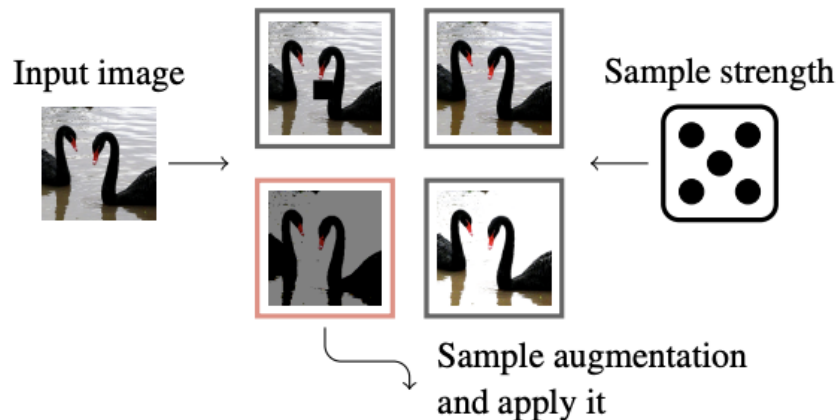 Input image
Sample strength
Sample augmentation
and apply it